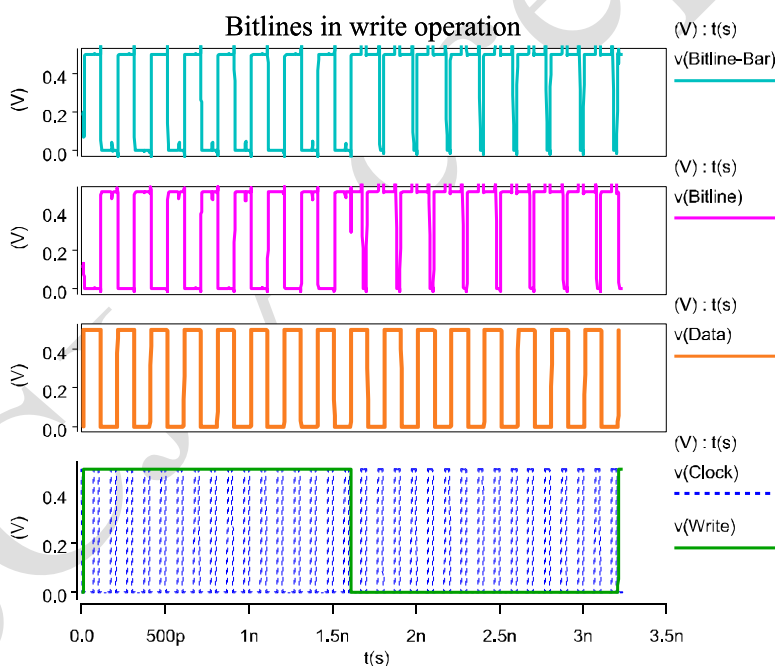 Bitlines in write operation
(V) : t(s)
v(Bitline-Bar)
(V)
0.4
0.2
0.0
(V) : t(s)
v(Bitline)
(V)
0.4
0.2
0.0
(V) : t(s)
v(Data)
(V)
0.4
0.2
0.0
(V) : t(s)
v(Clock)
v(Write)
(V)
0.4
0.2
0.0
0.0 500p 1n 1.5n 2n 2.5n 3n 3.5n
t(s)